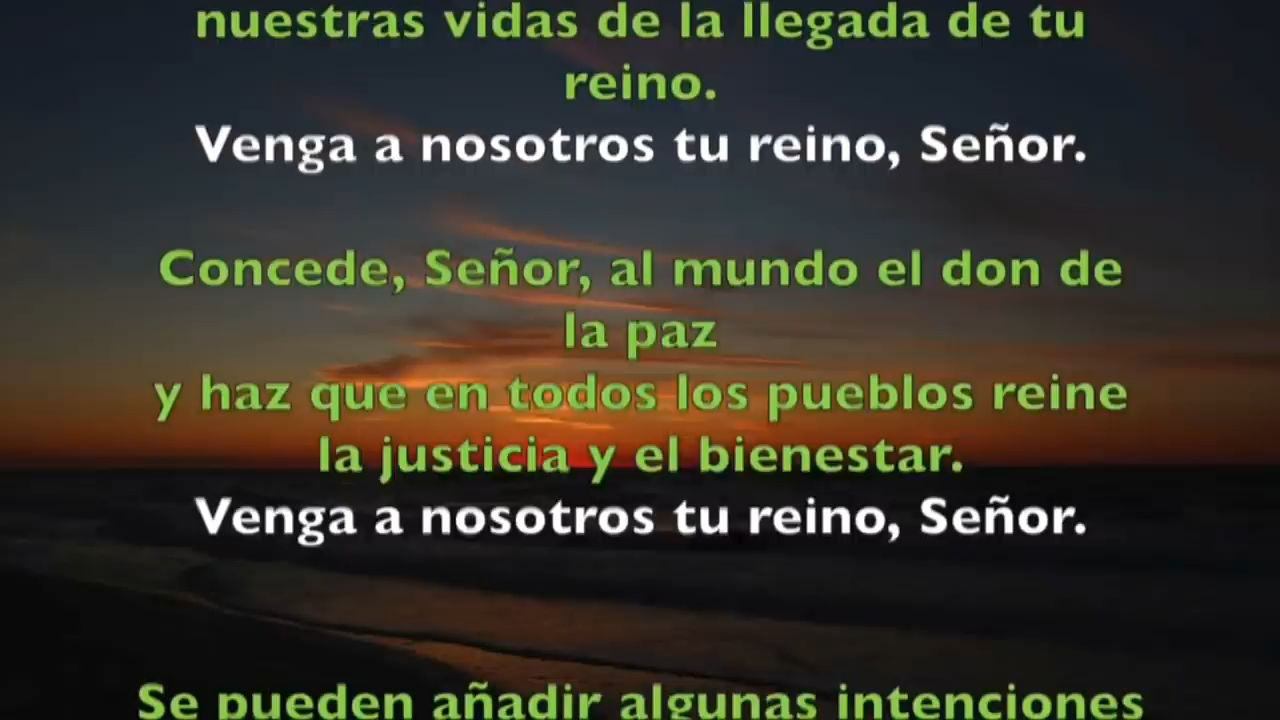 nuestras vidas de la llegada de tu
reino.
Venga a nosotros tu reino, Señor.
Concede, Señor, al mundo el don de
la paz
y haz que en todos los pueblos reine
la justicia y el bienestar.
Venga a nosotros tu reino, Señor.
Se pueden añadir algunas intenciones